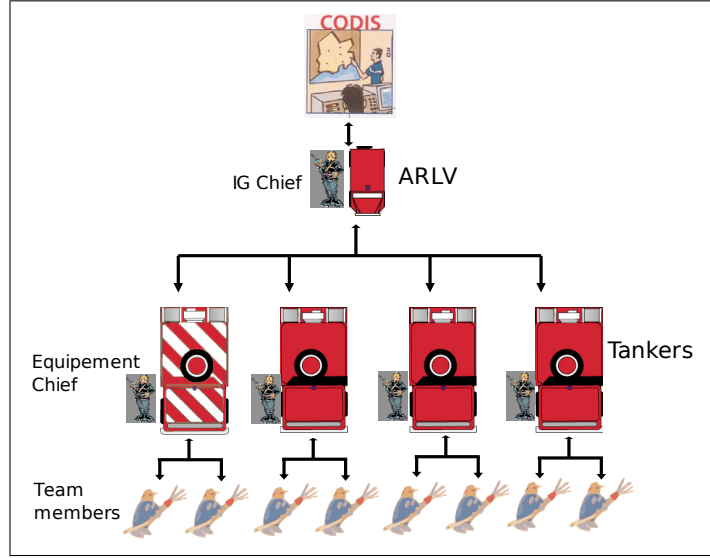 CODIS
IG Chief
ARLV
Equipement
Chief
Tankers
Team
members